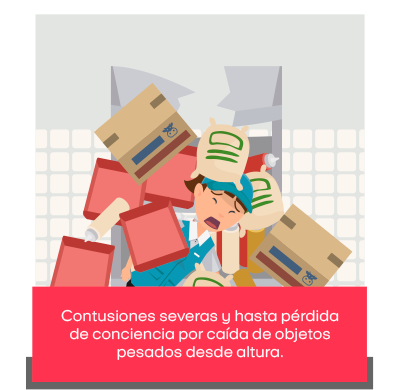 Contusiones severas y hasta pérdida
de conciencia por caída de objetos
pesados desde altura.